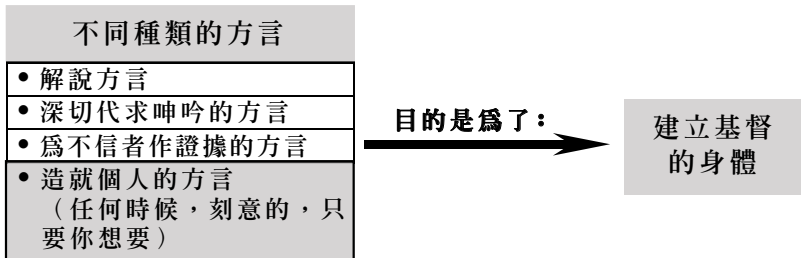 不同種類的方言
• 解說方言
• 深切代求呻吟的方言
• 爲不信者作證據的方言
• 造就個人的方言
（任何時候，刻意的，只
要你想要）
目的是爲了：
建立基督
的身體